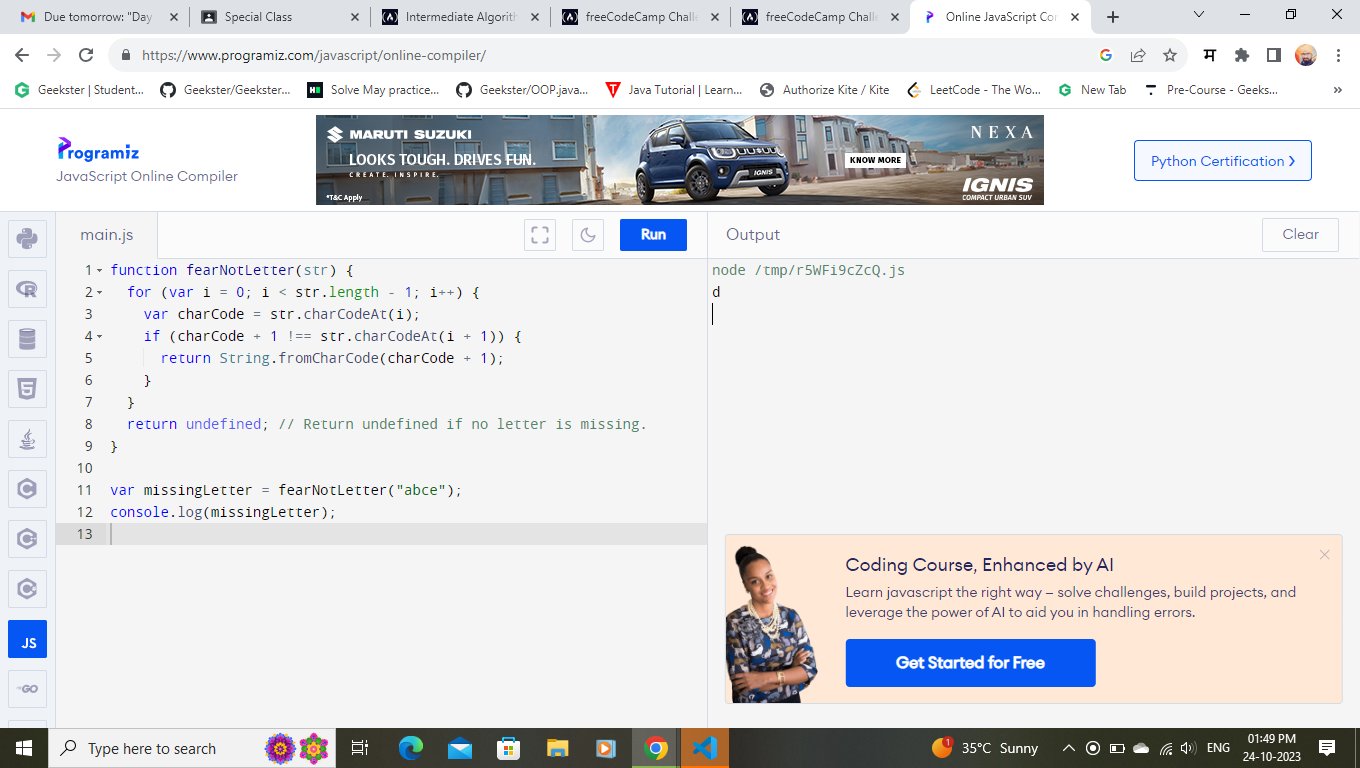 Due tomorrow: "Day
Special Class
Intermediate Algorith
freeCodeCamp Challe
freeCodeCamp Challe
Online JavaScript Com
https://www.programiz.com/javascript/online-compiler/
म
Geekster | Student...
Geekster/Geekster...
Solve May practice...
Geekster/OOP.java...
Java Tutorial | Learn...
Authorize Kite / Kite
LeetCode - The Wo...
New Tab
Pre-Course - Geeks...
»
Programiz
JavaScript Online Compiler
MARUTI SUZUKI
LOOKS TOUGH. DRIVES FUN.
CREATE. INSPIRE.
*T&C Apply
KNOW MORE
NEXA
IGNIS
COMPACT URBAN SUV
Python Certification
main.js
Run
Output
Clear
1 function fearNotLetter(str) {
2 for (var i = 0; i < str.length - 1; i++) {
3 var charCode = str.charCodeAt(i);
4 if (charCode + 1 !== str.charCodeAt(i + 1)) {
5 return String.fromCharCode(charCode + 1);
6 }
7 }
8 return undefined; // Return undefined if no letter is missing.
9 }
10
11 var missingLetter = fearNotLetter("abce");
12 console.log(missingLetter);
13
node /tmp/r5WFi9cZcQ.js
d
JS
GO
Coding Course, Enhanced by AI
Learn javascript the right way — solve challenges, build projects, and
leverage the power of AI to aid you in handling errors.
Get Started for Free
Type here to search
1
35°C Sunny
ENG
01:49 PM
24-10-2023